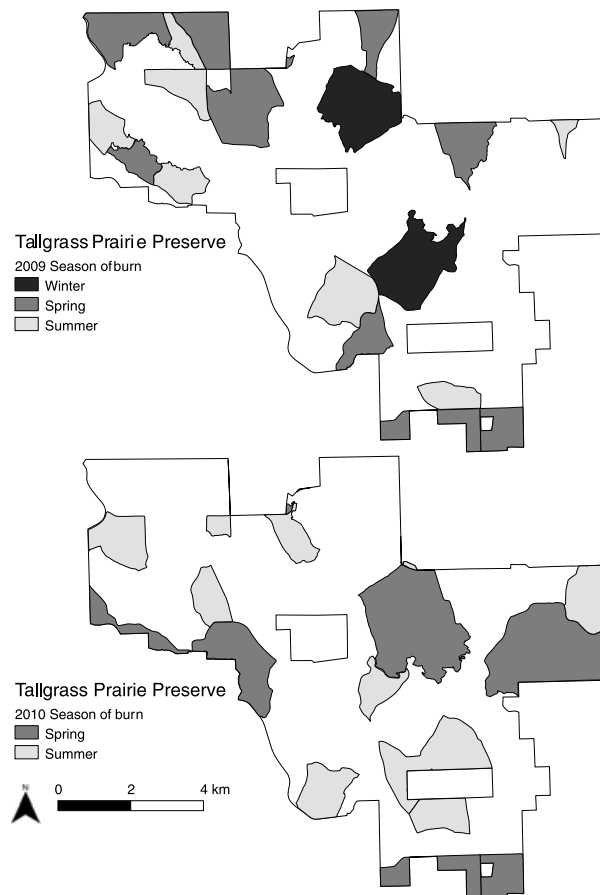 Tallgrass Prairie Preserve
2009 Season of burn
Winter
Spring
Summer
Tallgrass Prairie Preserve
2010 Season of burn
Spring
Summer
N
0 2 4 km